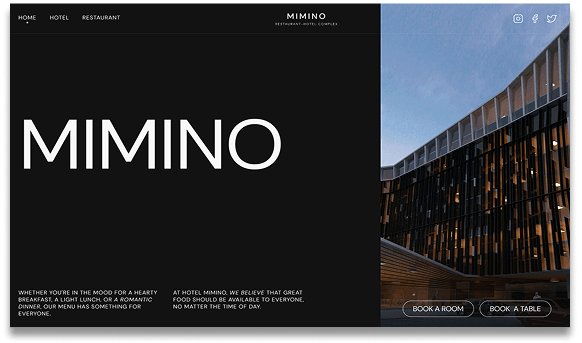 HOME HOTEL RESTAURANT
MIMINO
RESTAURANT-HOTEL COMPLEX
MIMINO
WHETHER YOU'RE IN THE MOOD FOR A HEARTY
BREAKFAST, A LIGHT LUNCH, OR A ROMANTIC
DINNER, OUR MENU HAS SOMETHING FOR
EVERYONE.
AT HOTEL MIMINO, WE BELIEVE THAT GREAT
FOOD SHOULD BE AVAILABLE TO EVERYONE,
NO MATTER THE TIME OF DAY.
BOOK A ROOM
BOOK A TABLE